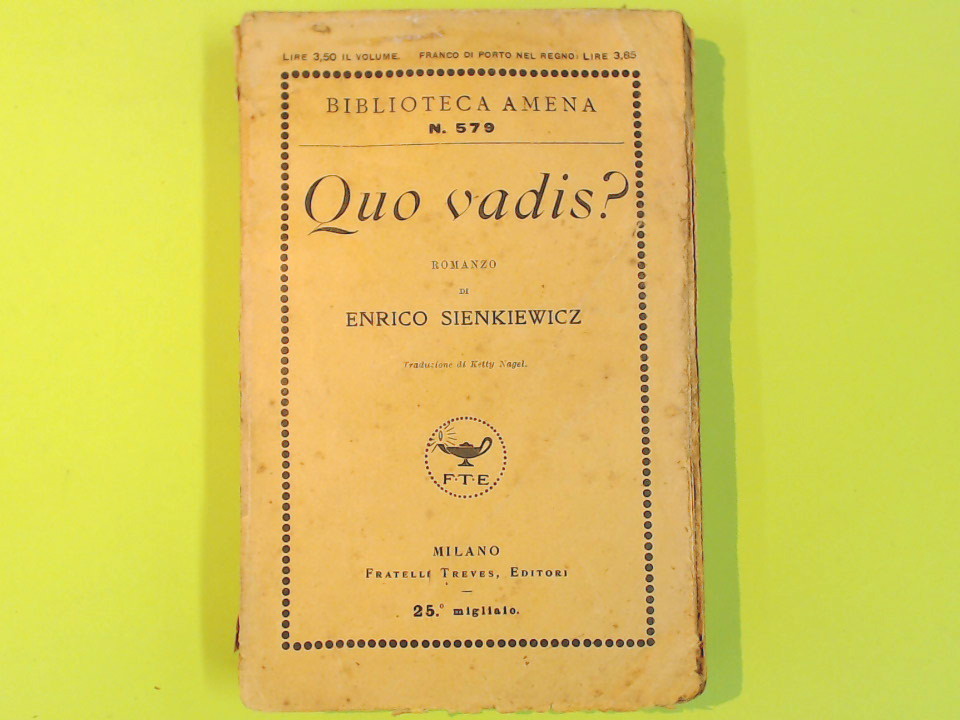 LIRE 3,50 IL VOLUME. FRANCO DI PORTO NEL REGNO: LIRE 3,85
BIBLIOTECA AMENA
N. 579
Quo vadis?
ROMANZO
DI
ENRICO SIENKIEWICZ
Traduzione di Ketty Nagel.
F·T·E
MILANO
FRATELLI TREVES, EDITORI
25.° migliaio.